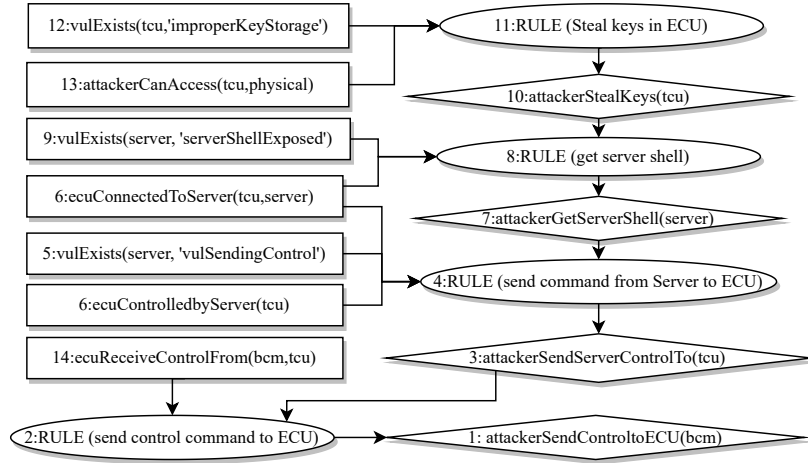 12:vulExists(tcu,'improperKeyStorage')
11:RULE (Steal keys in ECU)
13:attackerCanAccess(tcu,physical)
10:attackerStealKeys(tcu)
9:vulExists(server, 'serverShellExposed')
8:RULE (get server shell)
6:ecuConnectedToServer(tcu,server)
7:attackerGetServerShell(server)
5:vulExists(server, 'vulSendingControl')
4:RULE (send command from Server to ECU)
6:ecuControlledbyServer(tcu)
14:ecuReceiveControlFrom(bcm,tcu)
3:attackerSendServerControlTo(tcu)
2:RULE (send control command to ECU)
1: attackerSendControltoECU(bcm)